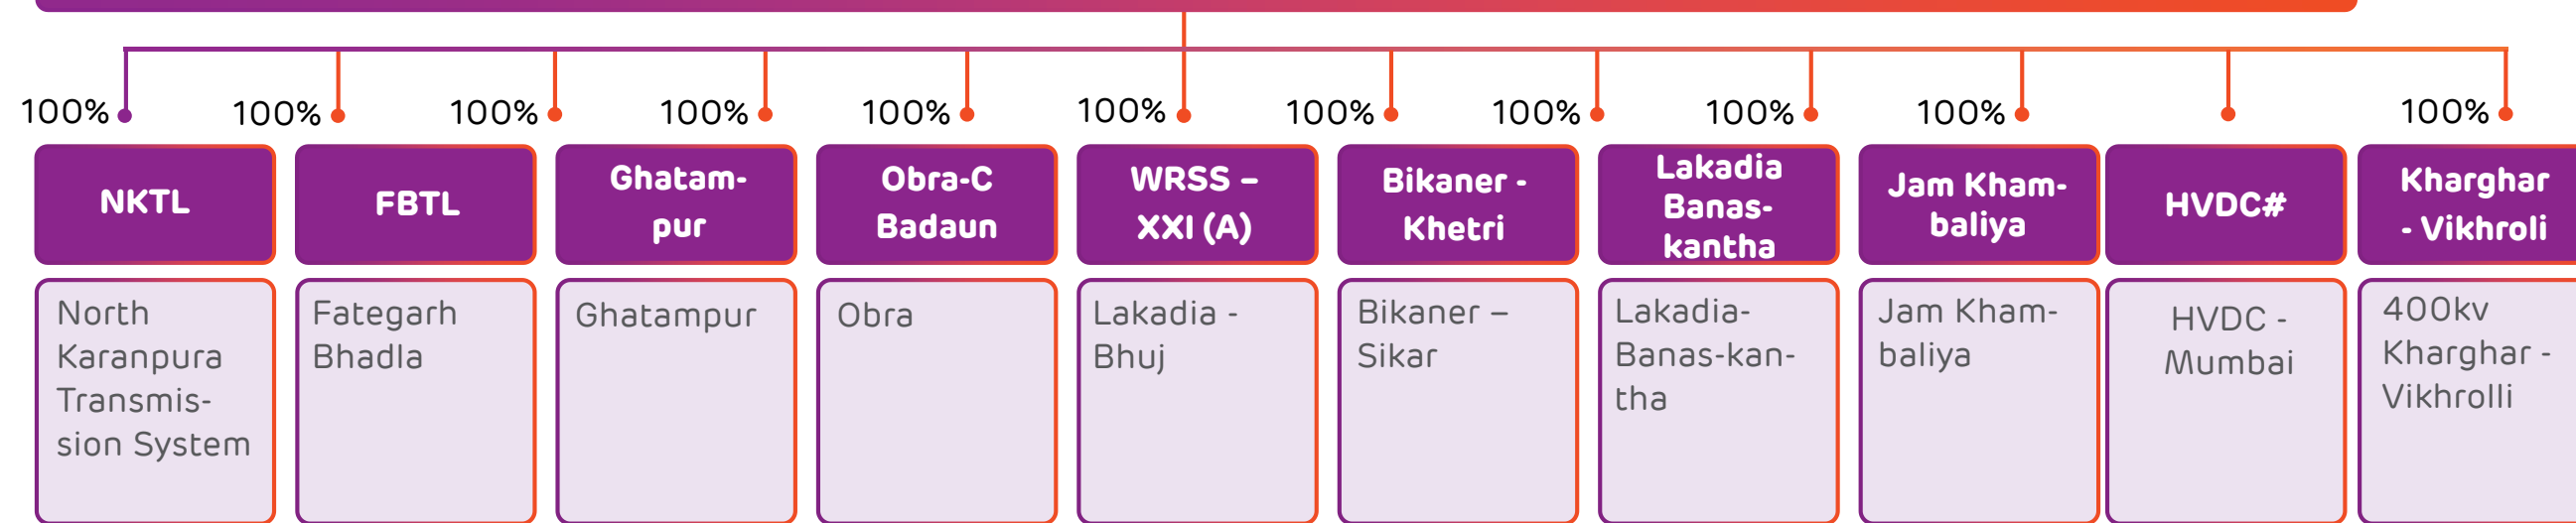 100% 100% 100% 100% 100% 100% 100% 100% 100% 100% 100%
NKTL
FBTL
Ghatam-
pur
Obra-C
Badaun
WRSS –
XXI (A)
Bikaner -
Khetri
Lakadia
Banas-
kantha
Jam Kham-
baliya
HVDC#
Kharghar
- Vikhroli
North
Karanpura
Transmis-
sion System
Fategarh
Bhadla
Ghatampur
Obra
Lakadia -
Bhuj
Bikaner –
Sikar
Lakadia-
Banas-kan-
tha
Jam Kham-
baliya
HVDC -
Mumbai
400kv
Kharghar -
Vikhrolli